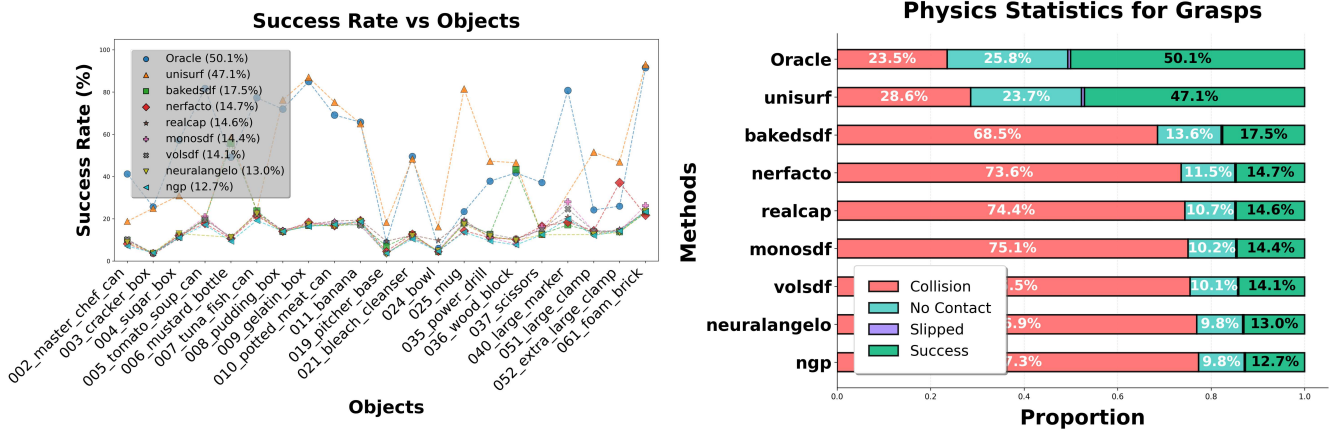 Success Rate vs Objects
Success Rate (%)
100
80
60
40
20
0
Oracle (50.1%)
unisurf (47.1%)
bakedsdf (17.5%)
nerfacto (14.7%)
realcap (14.6%)
monosdf (14.4%)
volsdf (14.1%)
neuralangelo (13.0%)
ngp (12.7%)
002_master_chef_can
003_cracker_box
004_sugar_box
005_tomato_soup_can
006_mustard_bottle
007_tuna_fish_can
008_pudding_box
009_gelatin_box
010_potted_meat_can
011_banana
019_pitcher_base
021_bleach_cleanser
024_bowl
025_mug
035_power_drill
036_wood_block
037_scissors
040_large_marker
051_large_clamp
052_extra_large_clamp
061_foam_brick
Objects
Physics Statistics for Grasps
Methods
Oracle 23.5% 25.8% 50.1%
unisurf 28.6% 23.7% 47.1%
bakedsdf 68.5% 13.6% 17.5%
nerfacto 73.6% 11.5% 14.7%
realcap 74.4% 10.7% 14.6%
monosdf 75.1% 10.2% 14.4%
volsdf .5% 10.1% 14.1%
neuralangelo .9% 9.8% 13.0%
ngp 7.3% 9.8% 12.7%
Collision
No Contact
Slipped
Success
0.0 0.2 0.4 0.6 0.8 1.0
Proportion